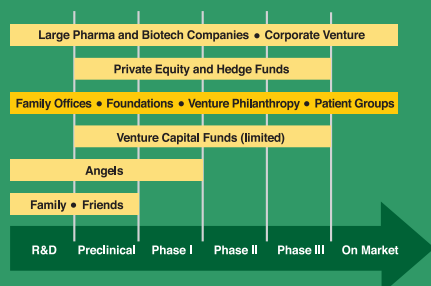 Large Pharma and Biotech Companies • Corporate Venture
Private Equity and Hedge Funds
Family Offices • Foundations • Venture Philanthropy • Patient Groups
Venture Capital Funds (limited)
Angels
Family • Friends
R&D Preclinical Phase I Phase II Phase III On Market